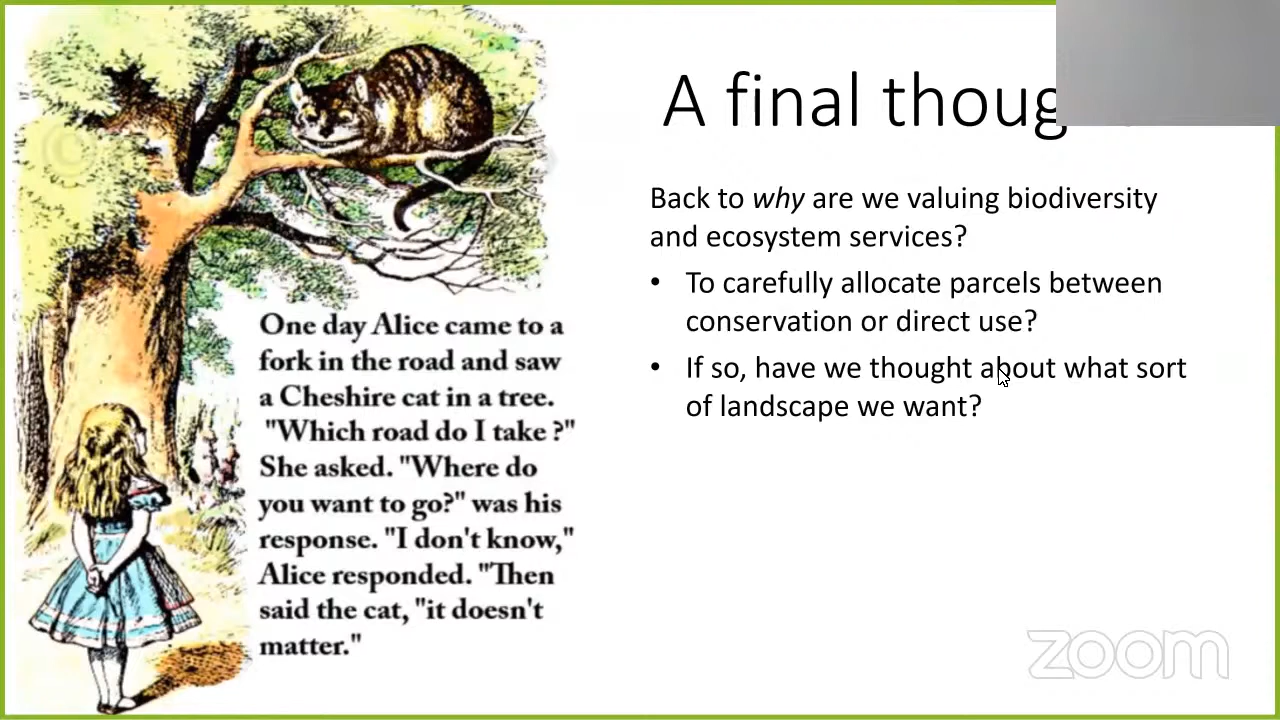 A final thoug
Back to why are we valuing biodiversity
and ecosystem services?
• To carefully allocate parcels between
conservation or direct use?
• If so, have we thought about what sort
of landscape we want?
One day Alice came to a
fork in the road and saw
a Cheshire cat in a tree.
"Which road do I take ?"
She asked. "Where do
you want to go?" was his
response. "I don't know,"
Alice responded. "Then
said the cat, "it doesn't
matter."
zoom